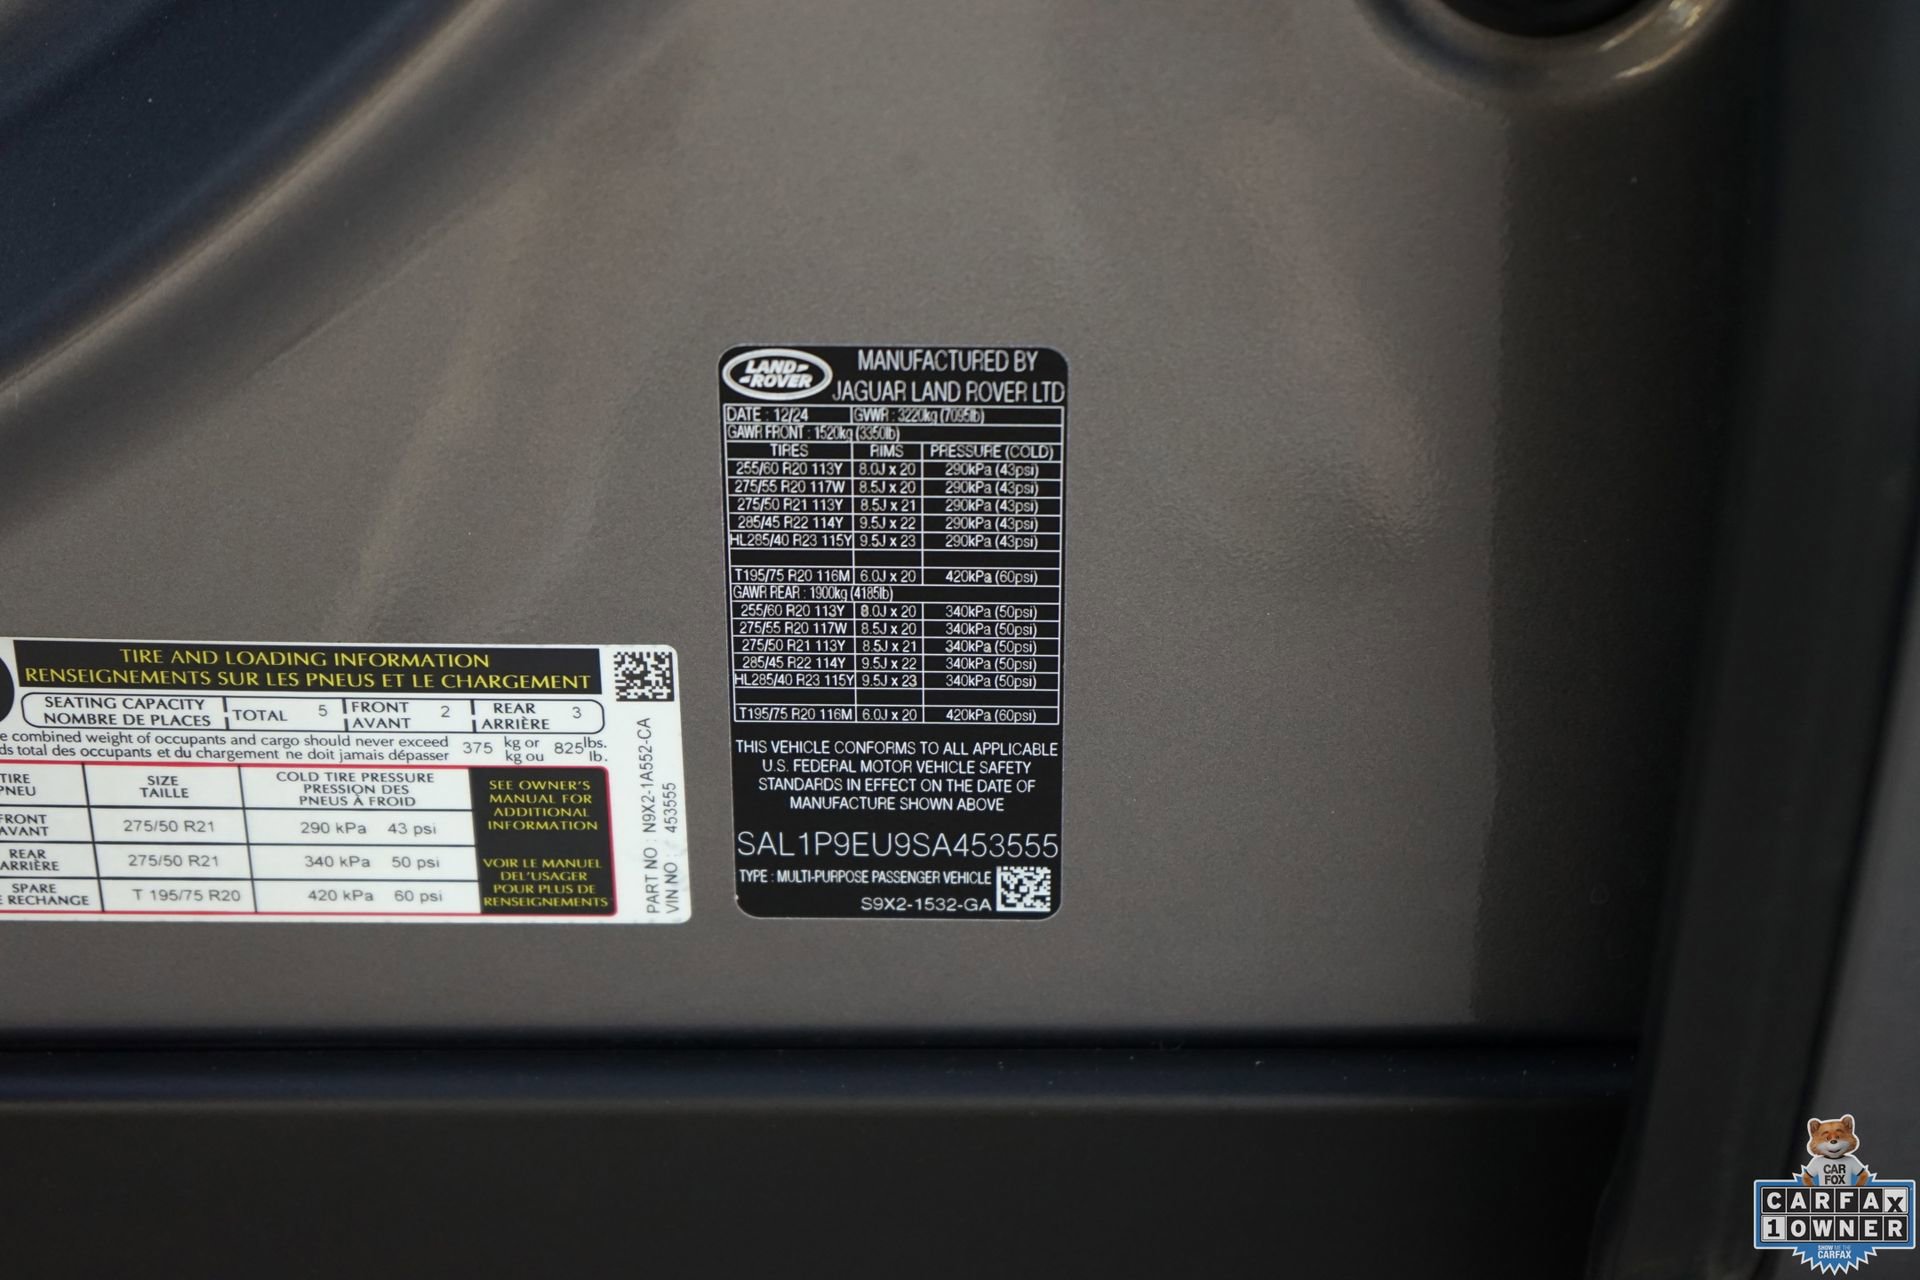 TIRE AND LOADING INFORMATION
RENSEIGNEMENTS SUR LES PNEUS ET LE CHARGEMENT
SEATING CAPACITY
NOMBRE DE PLACES
TOTAL 5
FRONT
AVANT
2
REAR
ARRIÈRE
3
combined weight of occupants and cargo should never exceed 375 kg or 825 lbs.
total des occupants et du chargement ne doit jamais dépasser kg ou lb.
TIRE
PNEU
SIZE
TAILLE
COLD TIRE PRESSURE
PRESSION DES
PNEUS À FROID
FRONT
AVANT
275/50 R21 290 kPa 43 psi
REAR
ARRIÈRE
275/50 R21 340 kPa 50 psi
SPARE
RECHANGE
T 195/75 R20 420 kPa 60 psi
SEE OWNER'S
MANUAL FOR
ADDITIONAL
INFORMATION
VOIR LE MANUEL
DEL'USAGER
POUR PLUS DE
RENSEIGNEMENTS
PART NO : N9X2-1A552-CA
VIN NO : 453555
LAND-
-ROVER
MANUFACTURED BY
JAGUAR LAND ROVER LTD
DATE : 12/24 GVWR : 3220kg (7095lb)
GAWR FRONT : 1520kg (3350lb)
TIRES RIMS PRESSURE (COLD)
255/60 R20 113Y 8.0J x 20 290kPa (43psi)
275/55 R20 117W 8.5J x 20 290kPa (43psi)
275/50 R21 113Y 8.5J x 21 290kPa (43psi)
285/45 R22 114Y 9.5J x 22 290kPa (43psi)
HL285/40 R23 115Y 9.5J x 23 290kPa (43psi)
T195/75 R20 116M 6.0J x 20 420kPa (60psi)
GAWR REAR : 1900kg (4185lb)
255/60 R20 113Y 8.0J x 20 340kPa (50psi)
275/55 R20 117W 8.5J x 20 340kPa (50psi)
275/50 R21 113Y 8.5J x 21 340kPa (50psi)
285/45 R22 114Y 9.5J x 22 340kPa (50psi)
HL285/40 R23 115Y 9.5J x 23 340kPa (50psi)
T195/75 R20 116M 6.0J x 20 420kPa (60psi)
THIS VEHICLE CONFORMS TO ALL APPLICABLE
U.S. FEDERAL MOTOR VEHICLE SAFETY
STANDARDS IN EFFECT ON THE DATE OF
MANUFACTURE SHOWN ABOVE
SAL1P9EU9SA453555
TYPE : MULTI-PURPOSE PASSENGER VEHICLE
S9X2-1532-GA
CAR
FOX
CARFAX
1 OWNER
SHOW ME THE
CARFAX